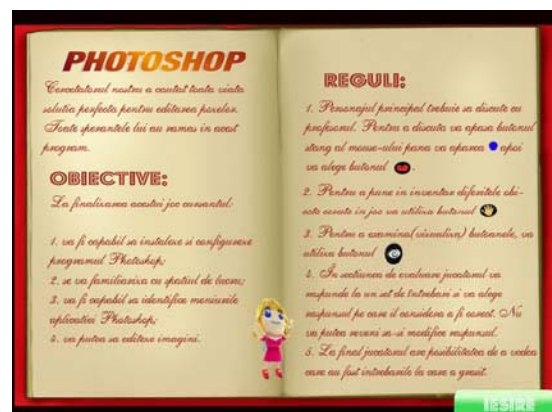 PHOTOSHOP
Cercetatorul nostru a cautat toata viata
solutia perfecta pentru editarea pozelor.
Toate sperantele lui au ramas in acest
program.
OBIECTIVE:
La finalizarea acestui joc cursantul:
1. va fi capabil sa instaleze si configureze
programul Photoshop;
2. se va familiariza cu spatiul de lucru;
3. va fi capabil sa identifice meniurile
aplicatiei Photoshop;
4. va putea sa editeze imagini.
REGULI:
1. Personajul principal trebuie sa discute cu
profesorul. Pentru a discuta va apasa butonul
stang al mouse-ului pana va aparea apoi
va alege butonul .
2. Pentru a pune in inventar diferitele obi-
ecte cerute in joc va utiliza butonul
3. Pentru a examina(vizualiza) butoanele, va
utiliza butonul
4. In sectiunea de evaluare jucatorul va
raspunde la un set de intrebari si va alege
raspunsul pe care il considera a fi corect. Nu
va putea reveni sa-si modifice raspunsul.
5. La final jucatorul are posibilitatea de a vedea
care au fost intrebarile la care a gresit.
IESIRE